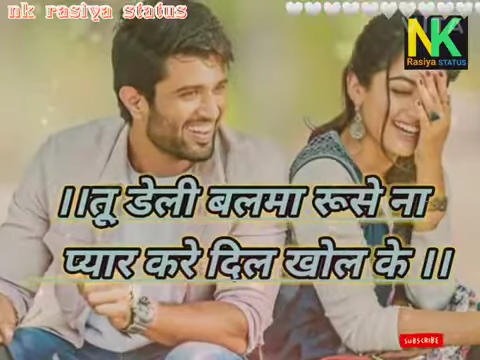 nk rasiya status
NK
Rasiya STATUS
।।तू डेली बलमा रूसे ना
प्यार करे दिल खोल के ।।
SUBSCRIBE